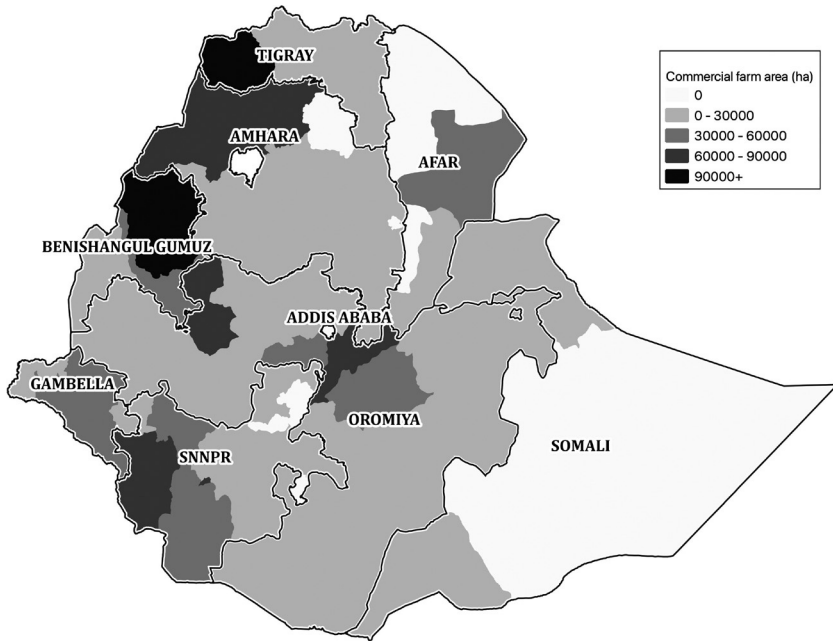 TIGRAY
Commercial farm area (ha)
0
0 - 30000
30000 - 60000
60000 - 90000
90000+
AMHARA
AFAR
BENISHANGUL GUMUZ
ADDIS ABABA
GAMBELLA
OROMIYA
SNNPR
SOMALI